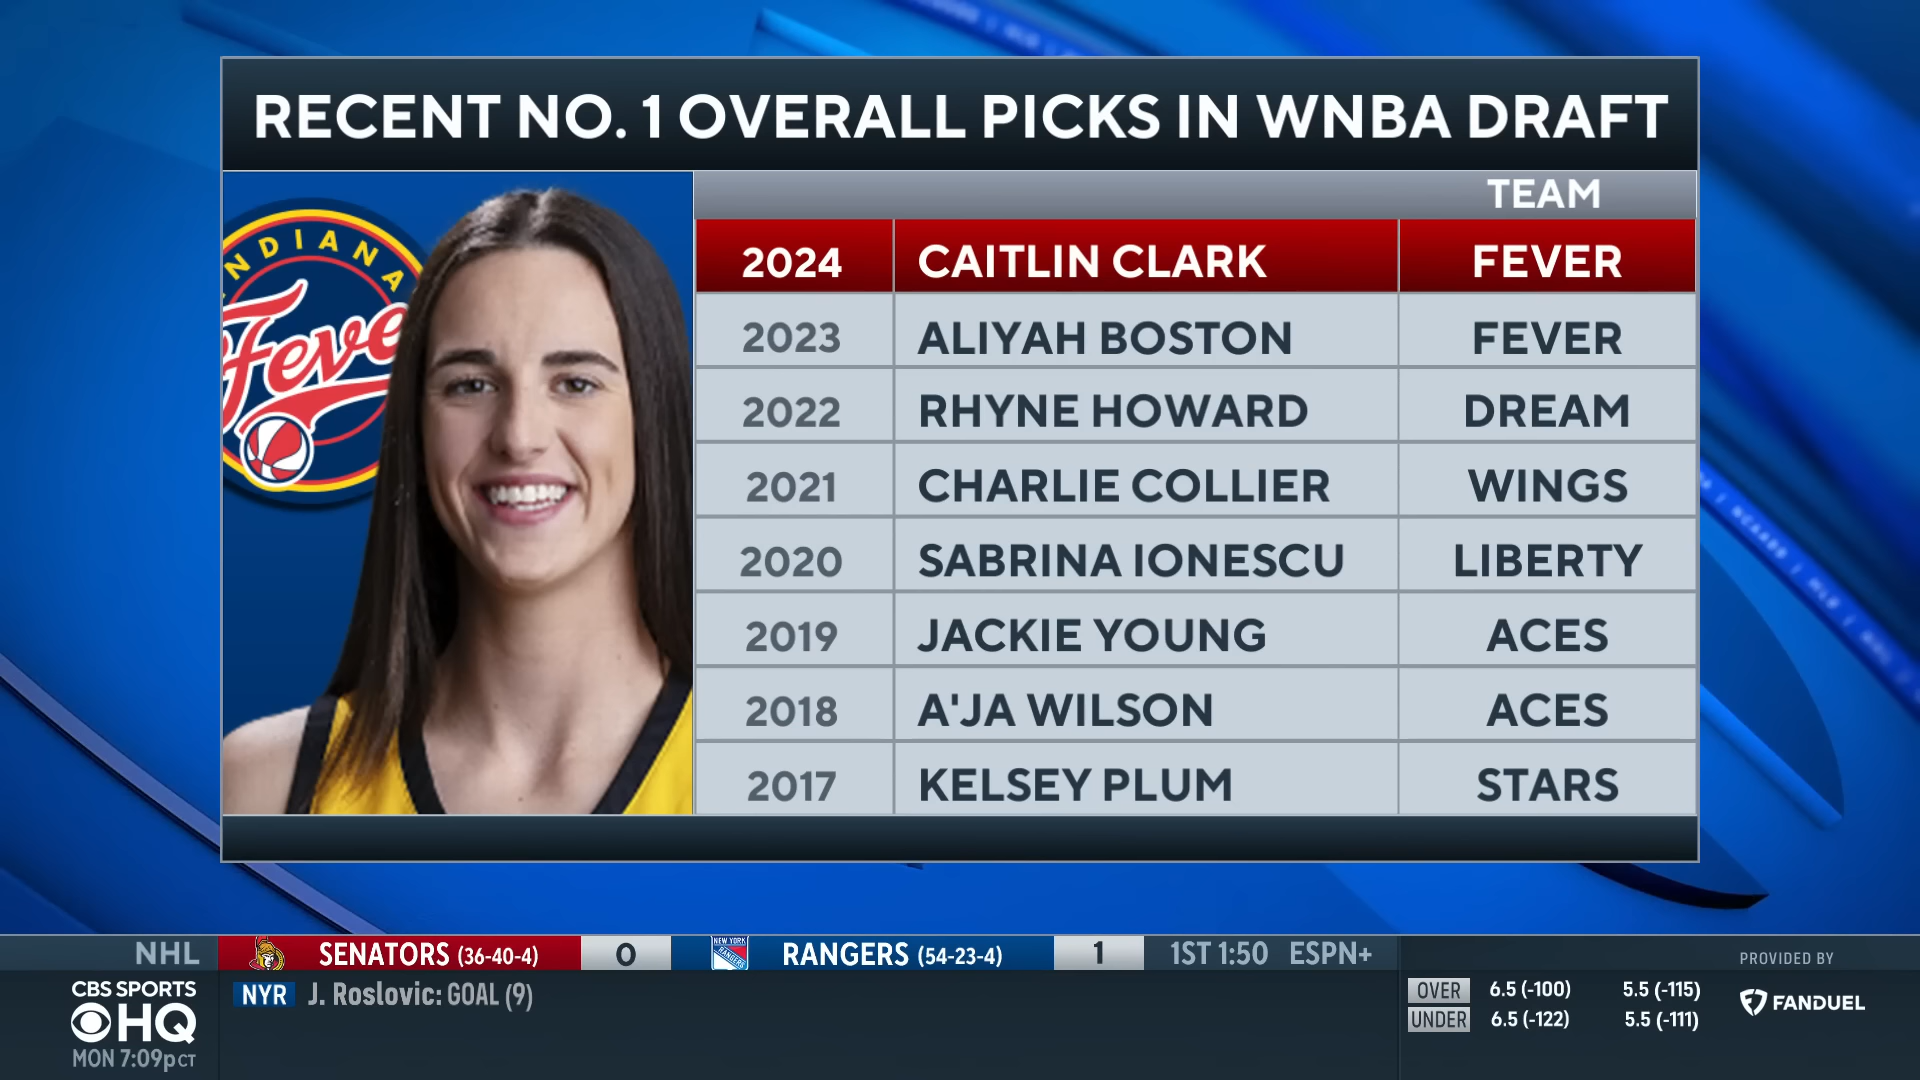 RECENT NO. 1 OVERALL PICKS IN WNBA DRAFT
INDIANA
Feve
TEAM
2024 CAITLIN CLARK FEVER
2023 ALIYAH BOSTON FEVER
2022 RHYNE HOWARD DREAM
2021 CHARLIE COLLIER WINGS
2020 SABRINA IONESCU LIBERTY
2019 JACKIE YOUNG ACES
2018 A'JA WILSON ACES
2017 KELSEY PLUM STARS
NHL SENATORS (36-40-4) 0 NEW YORK RANGERS RANGERS (54-23-4) 1 1ST 1:50 ESPN+
NYR J. Roslovic: GOAL (9)
CBS SPORTS
HQ
MON 7:09pCT
OVER 6.5 (-100) 5.5 (-115)
UNDER 6.5 (-122) 5.5 (-111)
PROVIDED BY
FANDUEL